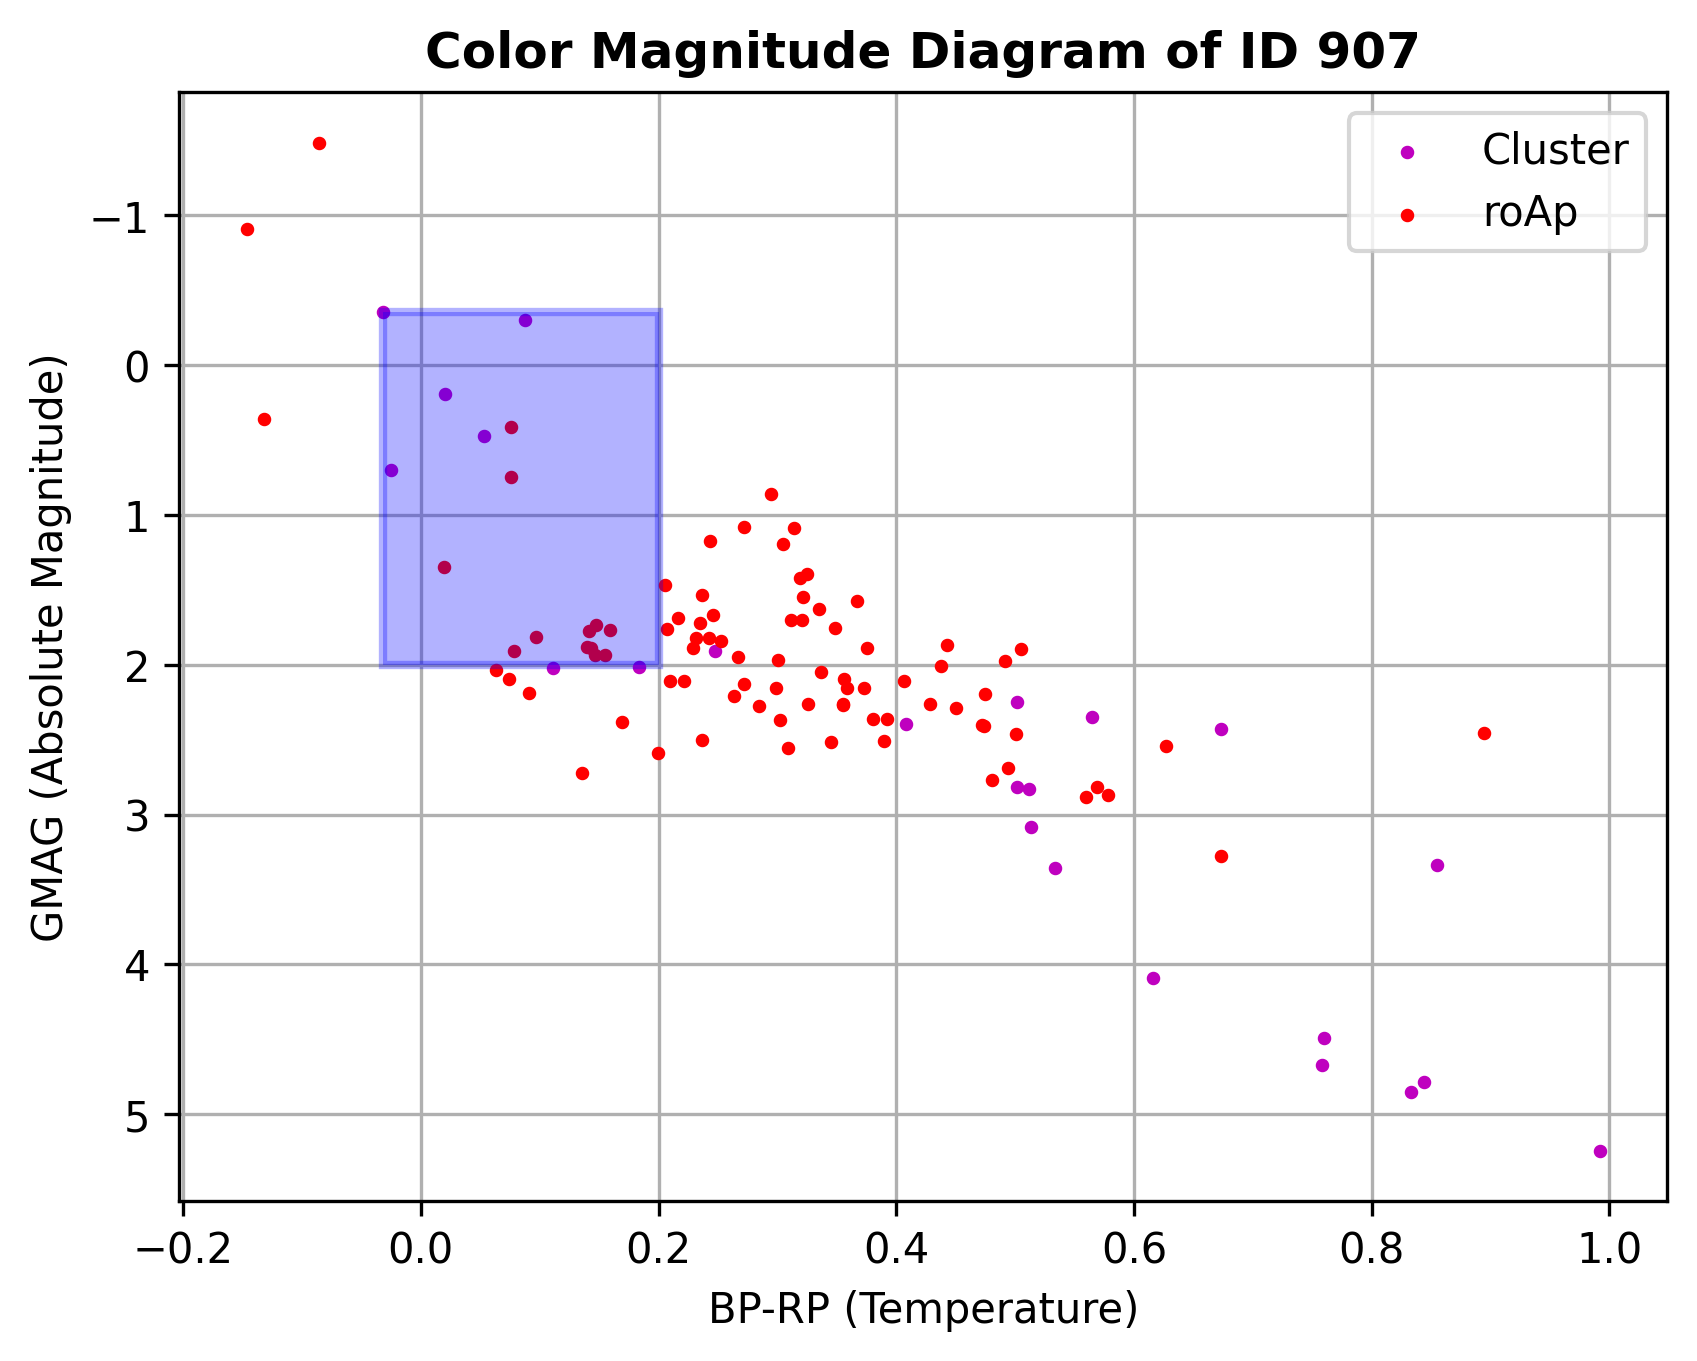 Color Magnitude Diagram of ID 907
Cluster
roAp
GMAG (Absolute Magnitude)
−1
0
1
2
3
4
5
−0.2 0.0 0.2 0.4 0.6 0.8 1.0
BP-RP (Temperature)